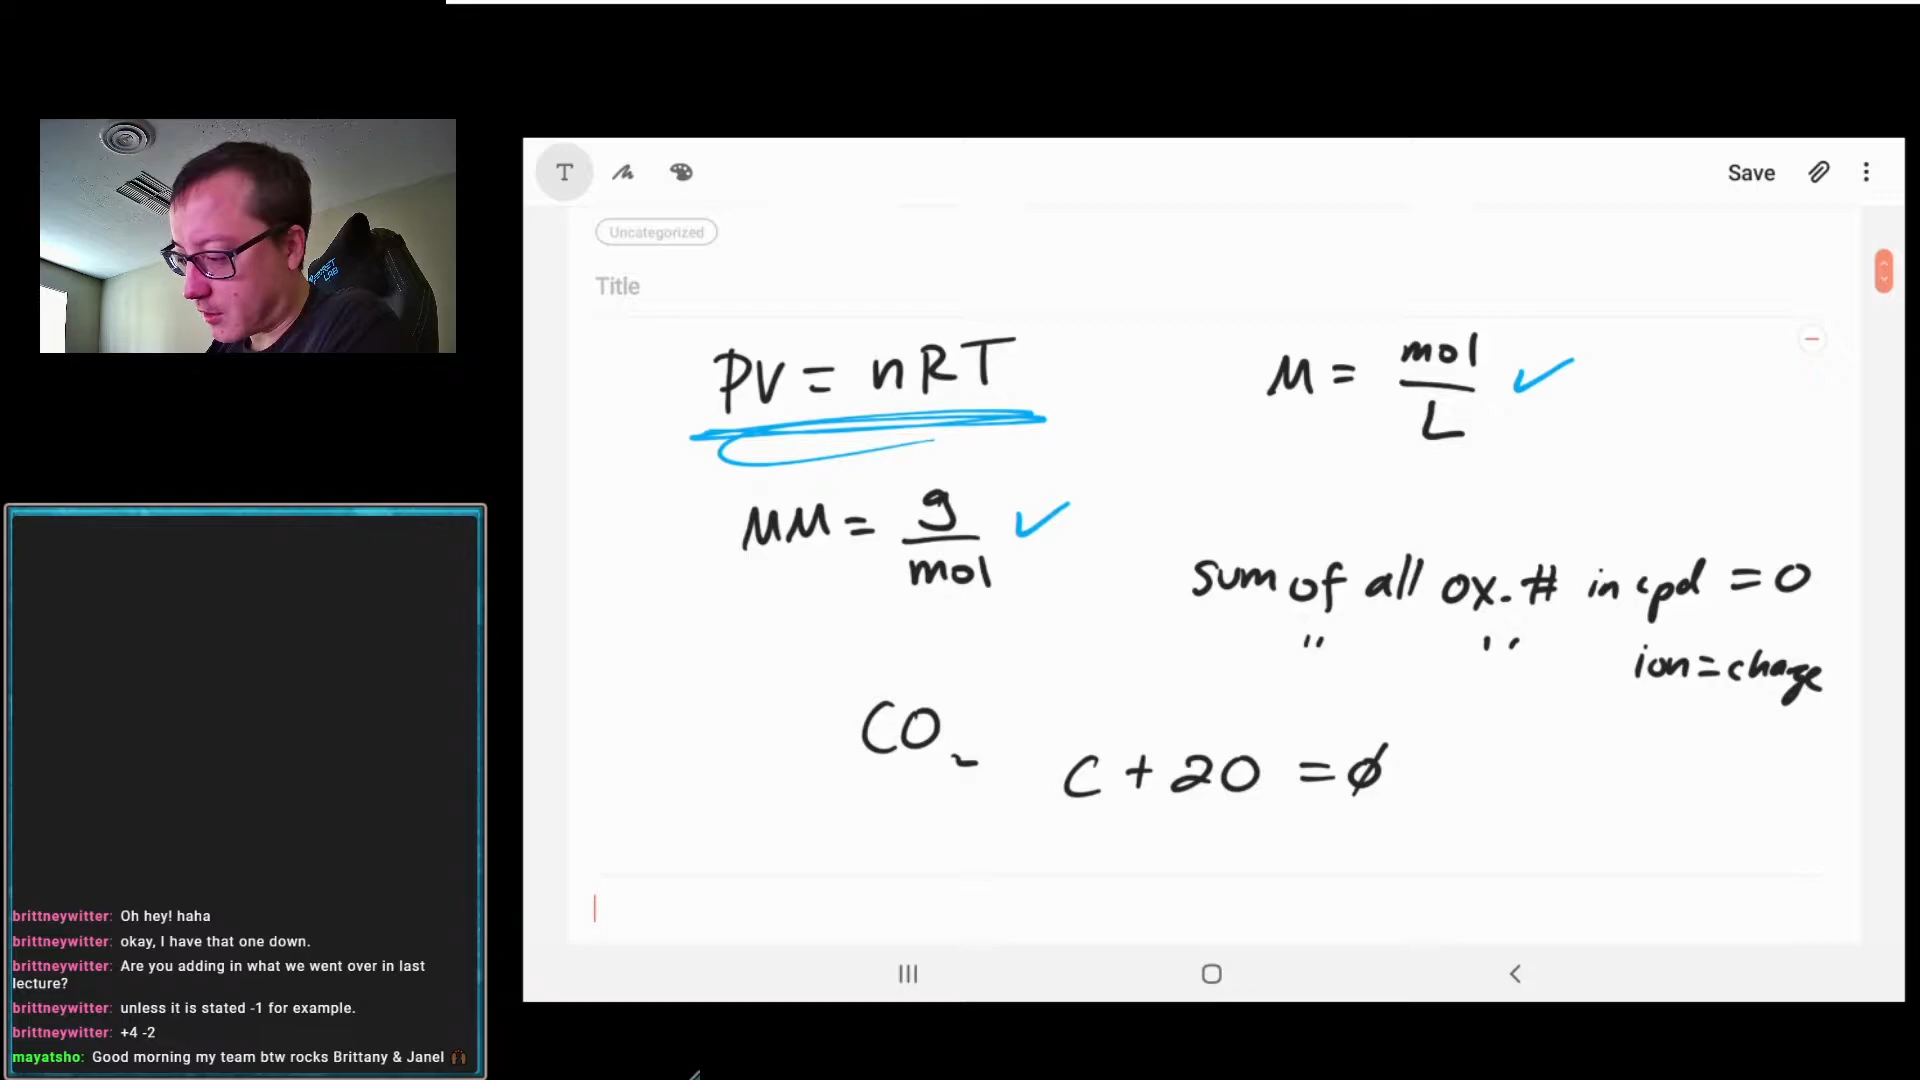 T
Save
Uncategorized
Title
PV = nRT
M = mol
L
MM = g
mol
sum of all ox. # in cpd = 0
" "
ion = charge
CO2
C + 2O = ø
brittneywitter: Oh hey! haha
brittneywitter: okay, I have that one down.
brittneywitter: Are you adding in what we went over in last
lecture?
brittneywitter: unless it is stated -1 for example.
brittneywitter: +4 -2
mayatsho: Good morning my team btw rocks Brittany & Janel